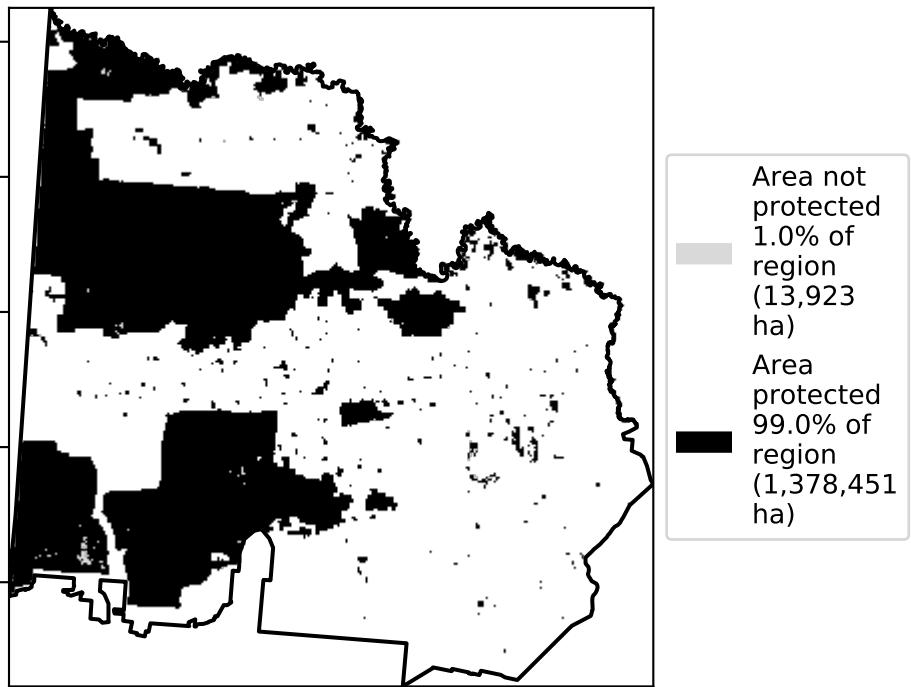 Area not
protected
1.0% of
region
(13,923
ha)
Area
protected
99.0% of
region
(1,378,451
ha)